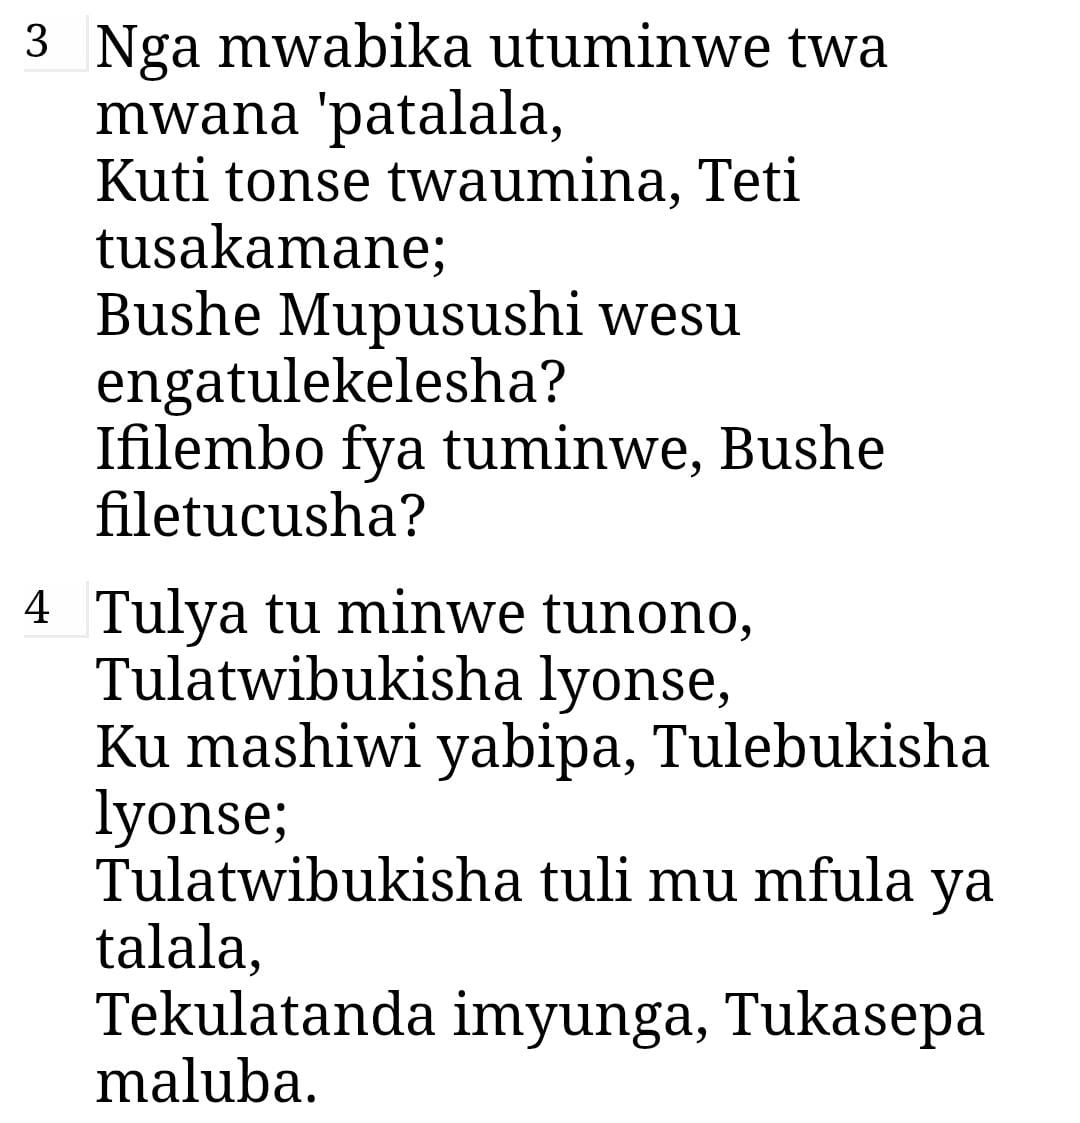 3 Nga mwabika utuminwe twa
mwana 'patalala,
Kuti tonse twaumina, Teti
tusakamane;
Bushe Mupusushi wesu
engatulekelesha?
Ifilembo fya tuminwe, Bushe
filetucusha?
4 Tulya tu minwe tunono,
Tulatwibukisha lyonse,
Ku mashiwi yabipa, Tulebukisha
lyonse;
Tulatwibukisha tuli mu mfula ya
talala,
Tekulatanda imyunga, Tukasepa
maluba.